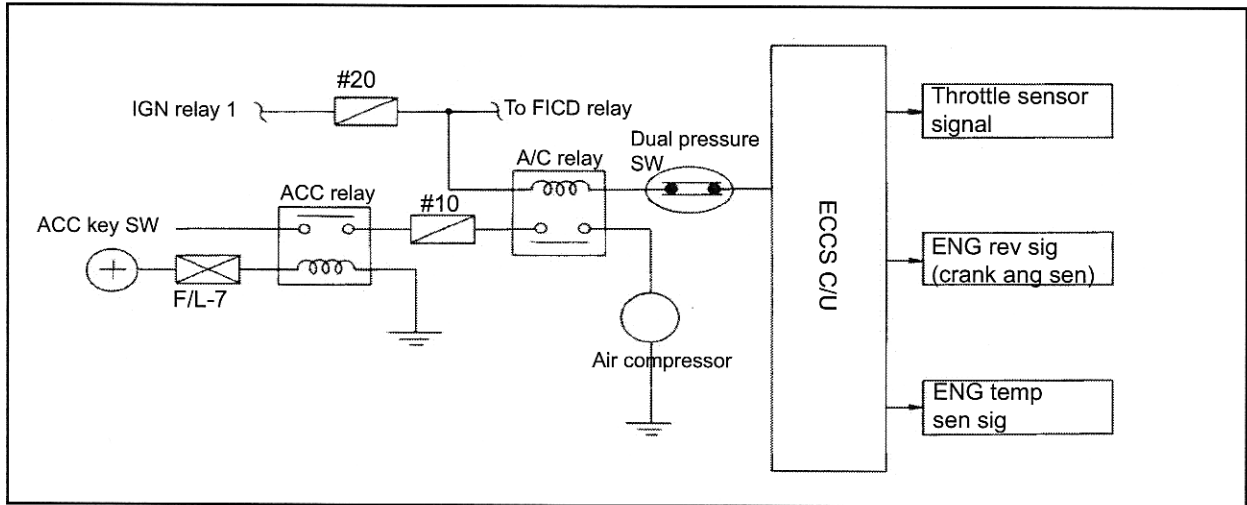 #20
IGN relay 1
To FICD relay
Dual pressure
SW
A/C relay
ACC relay
#10
ACC key SW
F/L-7
Air compressor
ECCS C/U
Throttle sensor
signal
ENG rev sig
(crank ang sen)
ENG temp
sen sig